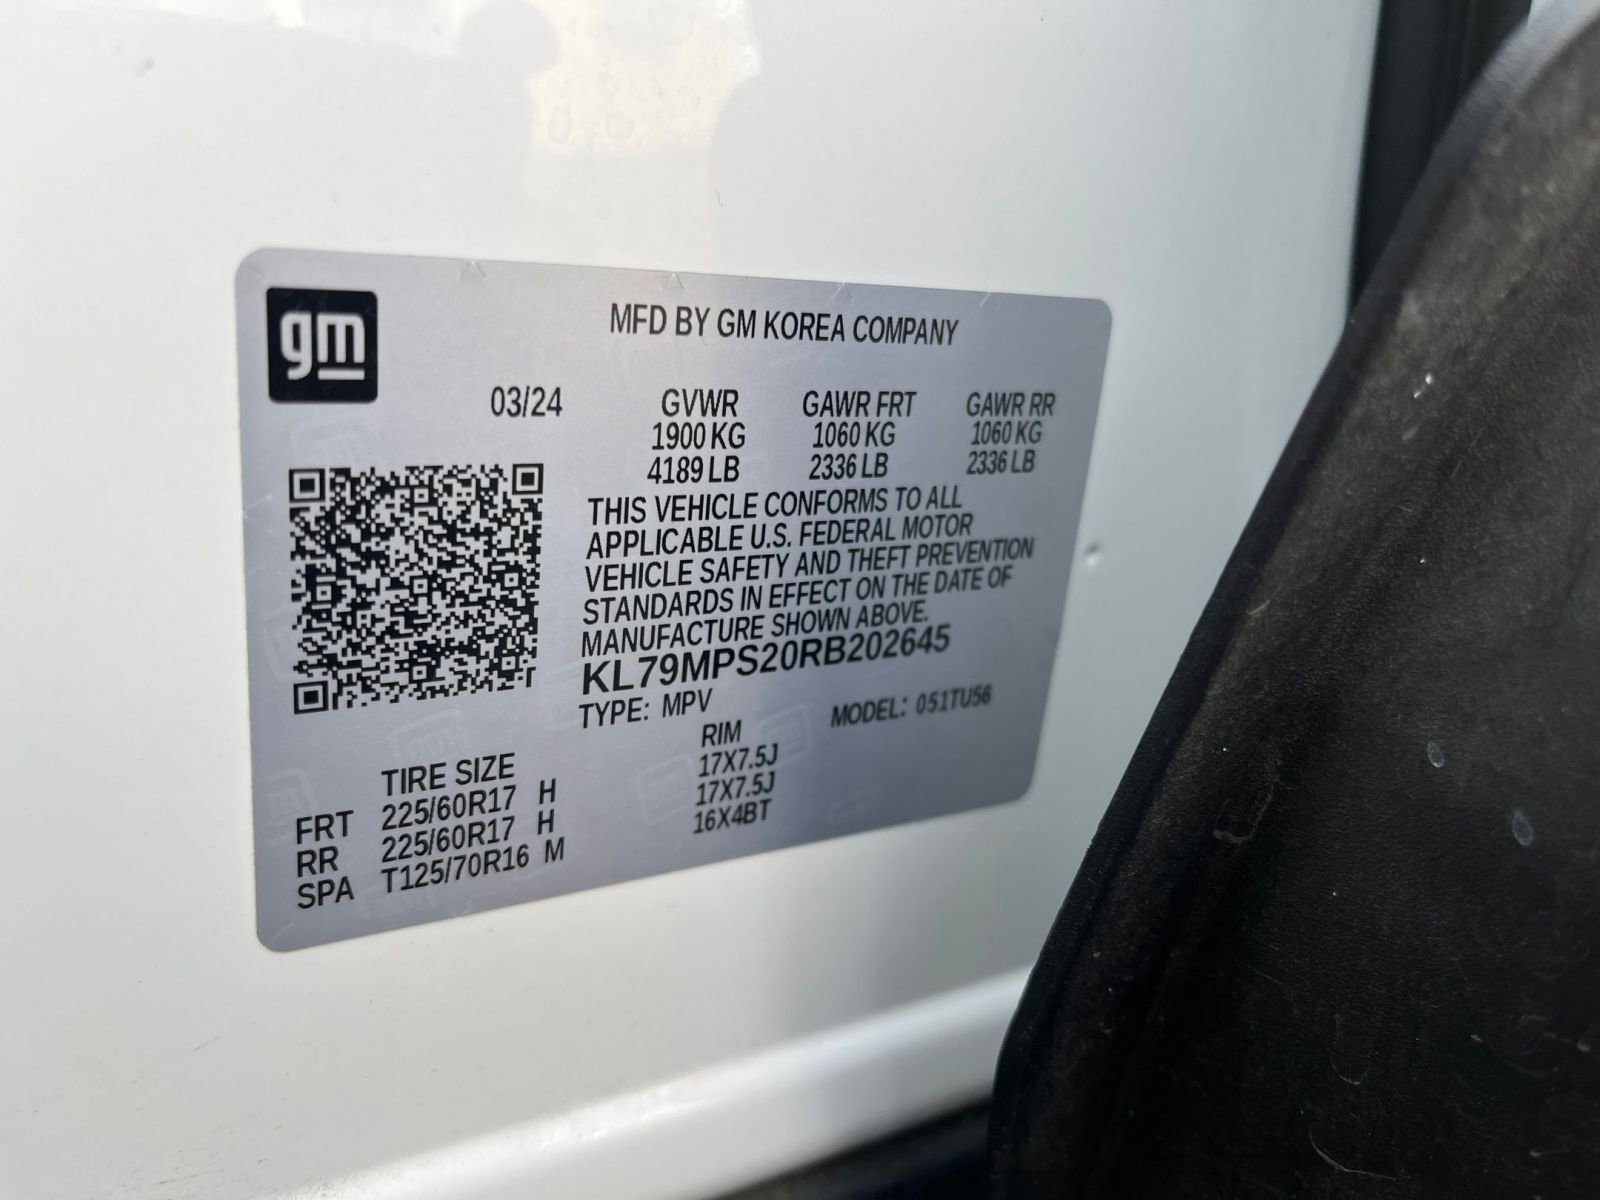 gm
MFD BY GM KOREA COMPANY
03/24 GVWR GAWR FRT GAWR RR
1900 KG 1060 KG 1060 KG
4189 LB 2336 LB 2336 LB
THIS VEHICLE CONFORMS TO ALL
APPLICABLE U.S. FEDERAL MOTOR
VEHICLE SAFETY AND THEFT PREVENTION
STANDARDS IN EFFECT ON THE DATE OF
MANUFACTURE SHOWN ABOVE.
KL79MPS20RB202645
TYPE: MPV MODEL: 051TU56
TIRE SIZE RIM
FRT 225/60R17 H 17X7.5J
RR 225/60R17 H 17X7.5J
SPA T125/70R16 M 16X4BT